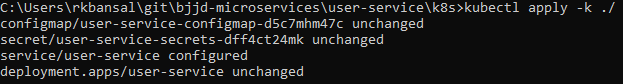 C:\Users\rkbansal\git\bjjd-microservices\user-service\k8s>kubectl apply -k ./
configmap/user-service-configmap-d5c7mhm47c unchanged
secret/user-service-secrets-dff4ct24mk unchanged
service/user-service configured
deployment.apps/user-service unchanged